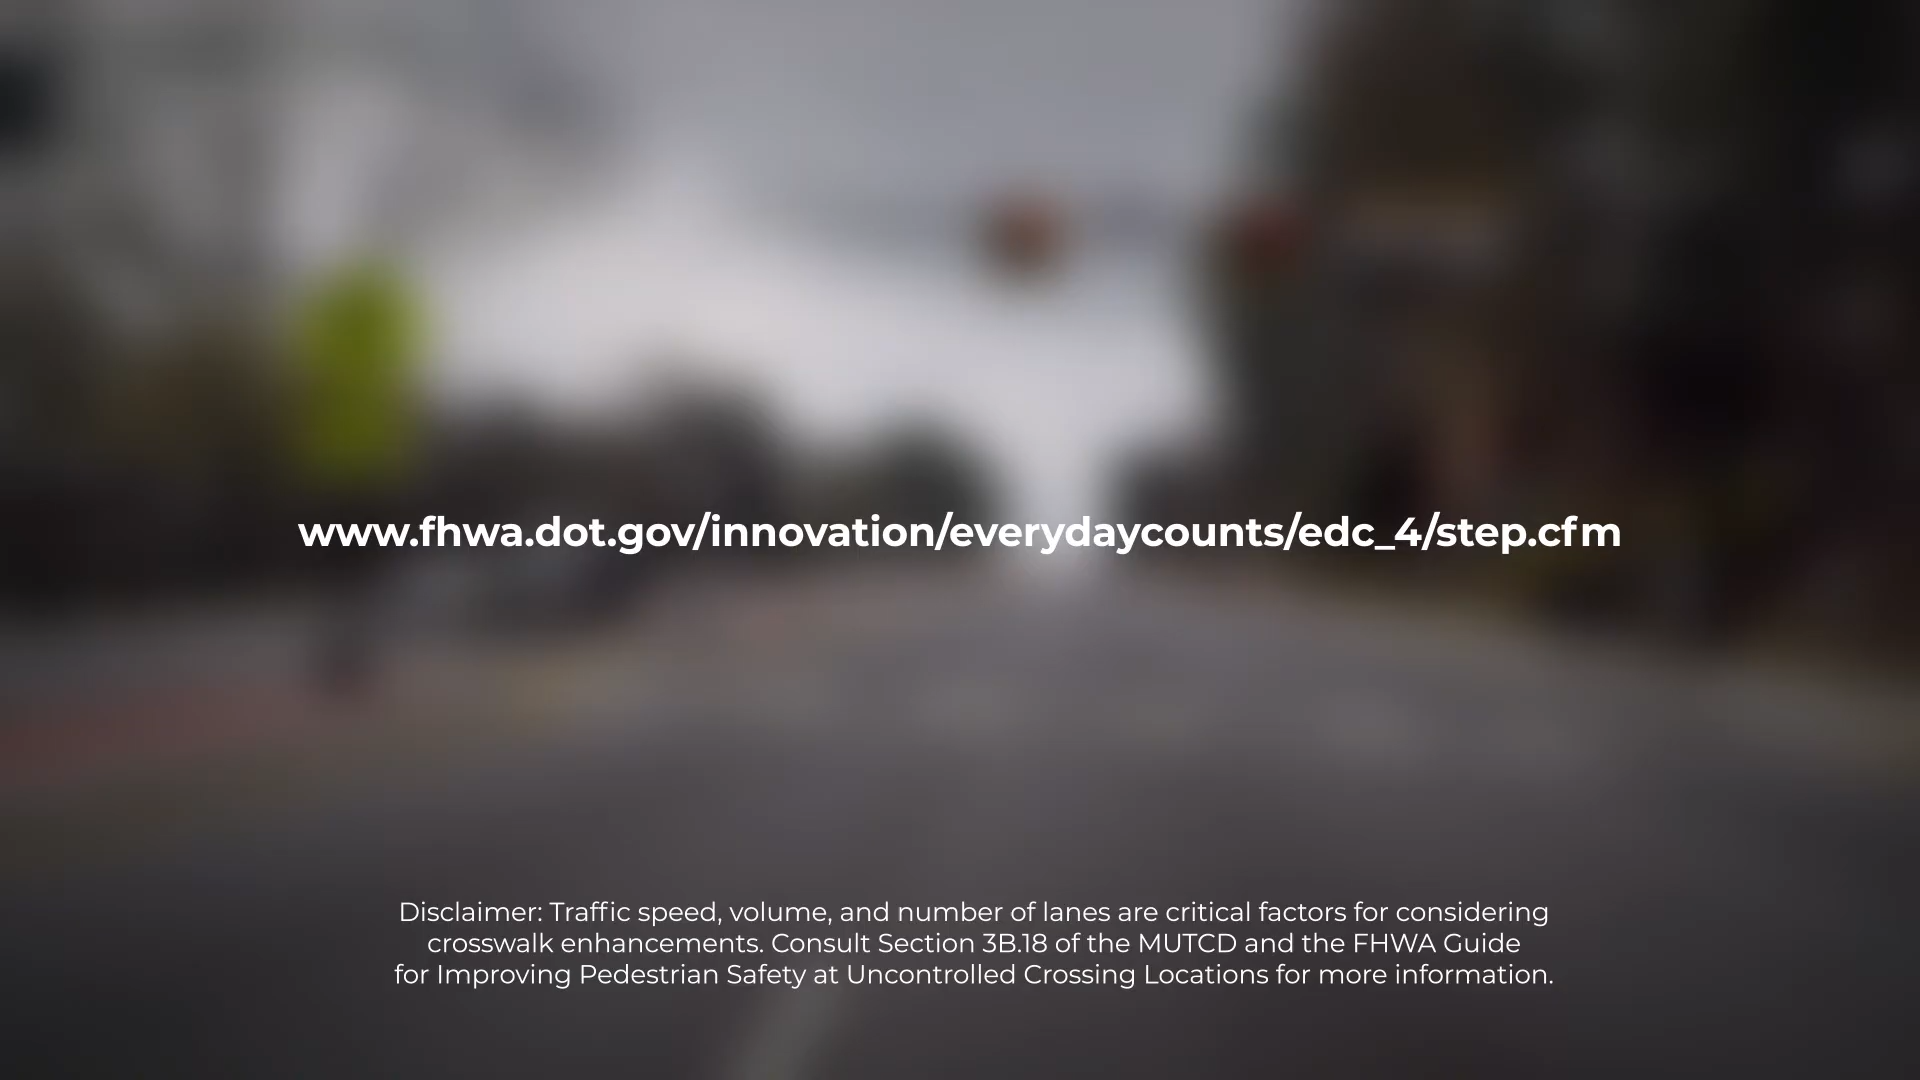 www.fhwa.dot.gov/innovation/everydaycounts/edc_4/step.cfm
Disclaimer: Traffic speed, volume, and number of lanes are critical factors for considering
crosswalk enhancements. Consult Section 3B.18 of the MUTCD and the FHWA Guide
for Improving Pedestrian Safety at Uncontrolled Crossing Locations for more information.